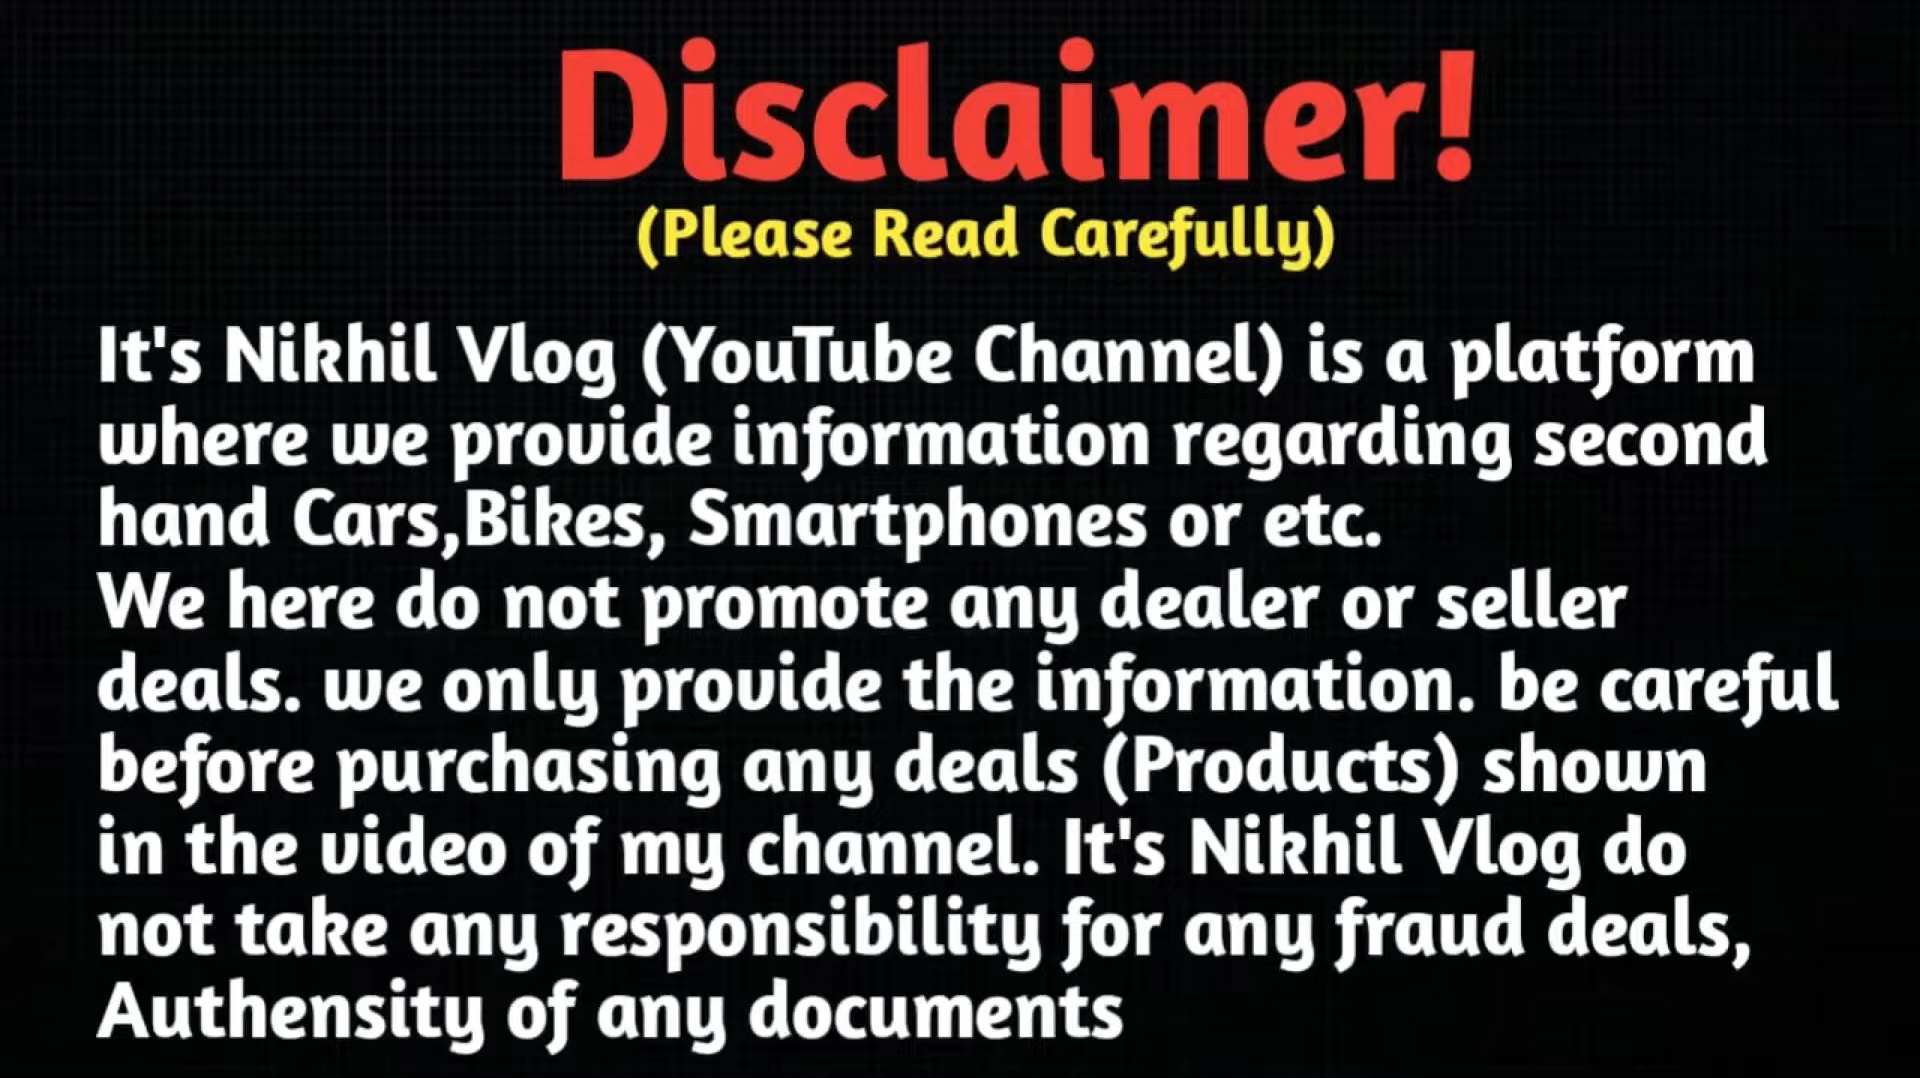 Disclaimer!
(Please Read Carefully)
It's Nikhil Vlog (YouTube Channel) is a platform
where we provide information regarding second
hand Cars,Bikes, Smartphones or etc.
We here do not promote any dealer or seller
deals. we only provide the information. be careful
before purchasing any deals (Products) shown
in the video of my channel. It's Nikhil Vlog do
not take any responsibility for any fraud deals,
Authensity of any documents